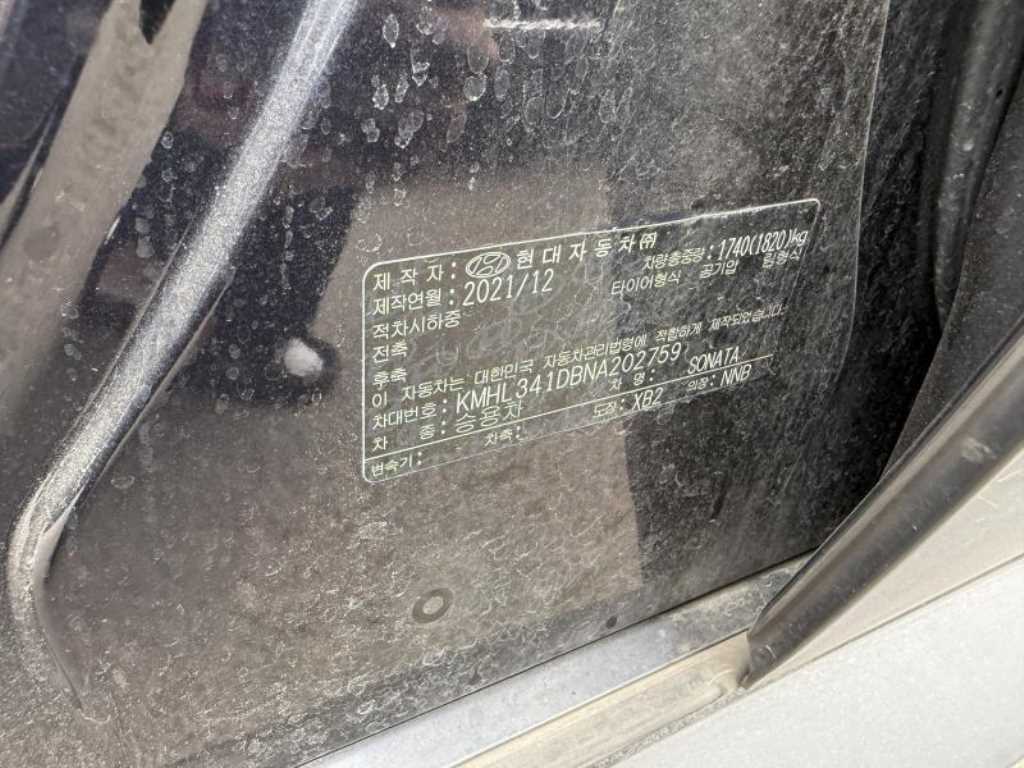 제 작 자 : 현 대 자 동 차 ㈜
제작연월 : 2021/12 차량총중량 : 1740(1820)kg
적차시하중 타이어형식 공기압 림형식
전축
후축
이 자동차는 대한민국 자동차관리법령에 적합하게 제작되었습니다.
차대번호 : KMHL341DBNA202759
차 종 : 승용차 차 명 : SONATA
변속기 : 차축 : 도장 : XB2 의장 : NNB